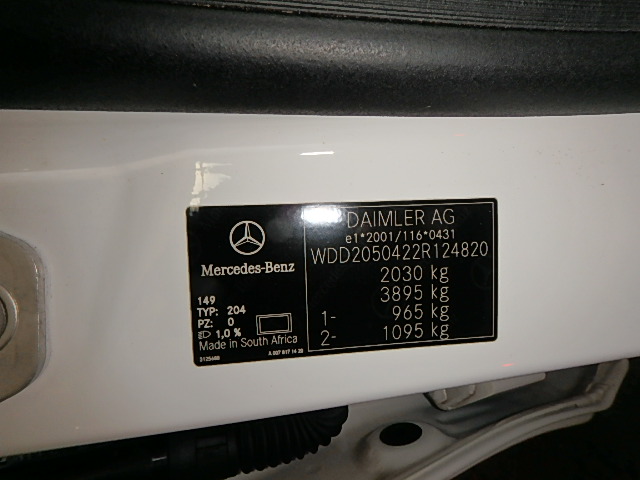 Mercedes-Benz
149
TYP: 204
PZ: 0
1,0 %
Made in South Africa
DAIMLER AG
e1*2001/116*0431
WDD2050422R124820
2030 kg
3895 kg
1- 965 kg
2- 1095 kg